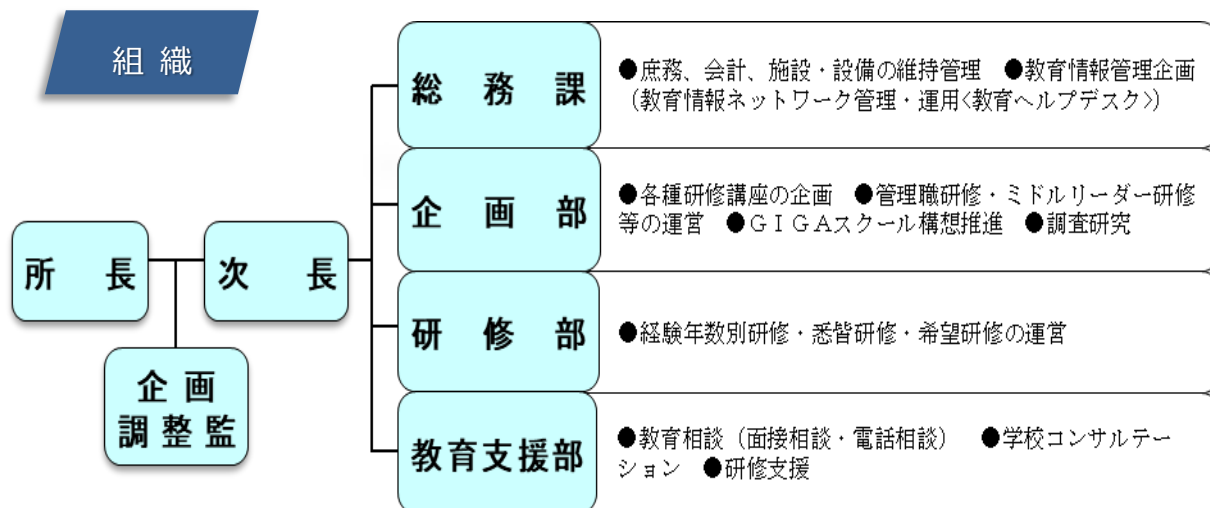 組 織
総 務 課
●庶務、会計、施設・設備の維持管理 ●教育情報管理企画
（教育情報ネットワーク管理・運用<教育ヘルプデスク>）
企 画 部
●各種研修講座の企画 ●管理職研修・ミドルリーダー研修
等の運営 ●ＧＩＧＡスクール構想推進 ●調査研究
所 長
次 長
企 画
調整監
研 修 部
●経験年数別研修・悉皆研修・希望研修の運営
教育支援部
●教育相談（面接相談・電話相談） ●学校コンサルテー
ション ●研修支援